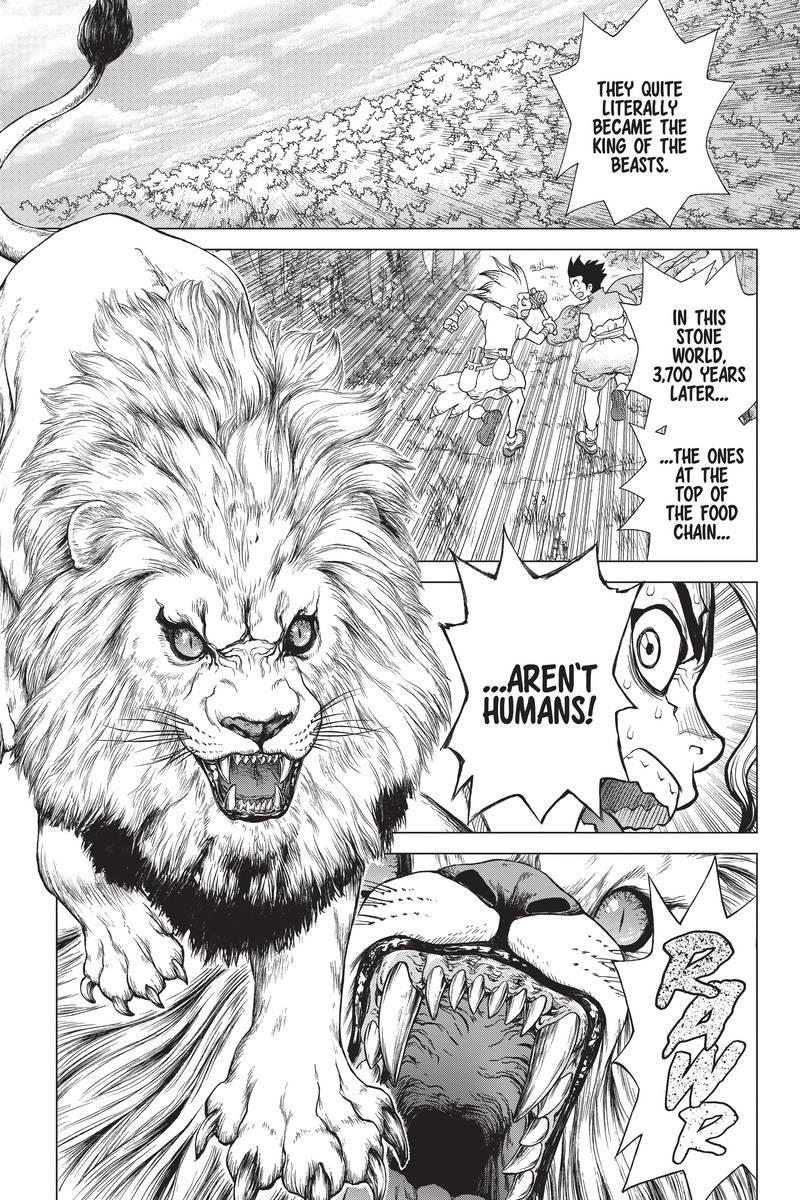 THEY QUITE
LITERALLY
BECAME THE
KING OF THE
BEASTS.
IN THIS
STONE
WORLD,
3,700 YEARS
LATER...
...THE ONES
AT THE
TOP OF
THE FOOD
CHAIN...
...AREN'T
HUMANS!
RAWR